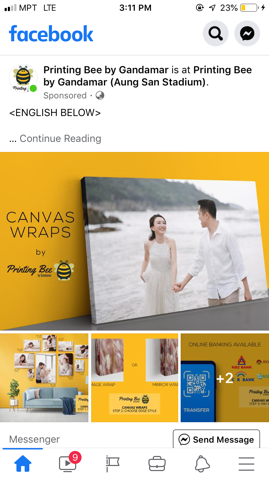 MPT LTE 3:11 PM 23%
facebook
Printing Bee by Gandamar is at Printing Bee
by Gandamar (Aung San Stadium).
Sponsored ·
<ENGLISH BELOW>
... Continue Reading
CANVAS
WRAPS
by
Printing Bee
OR
MIRROR WRAP
CANVAS WRAPS
ONLINE BANKING AVAILABLE
+2
TRANSFER
Printing Bee
Messenger
Send Message
9